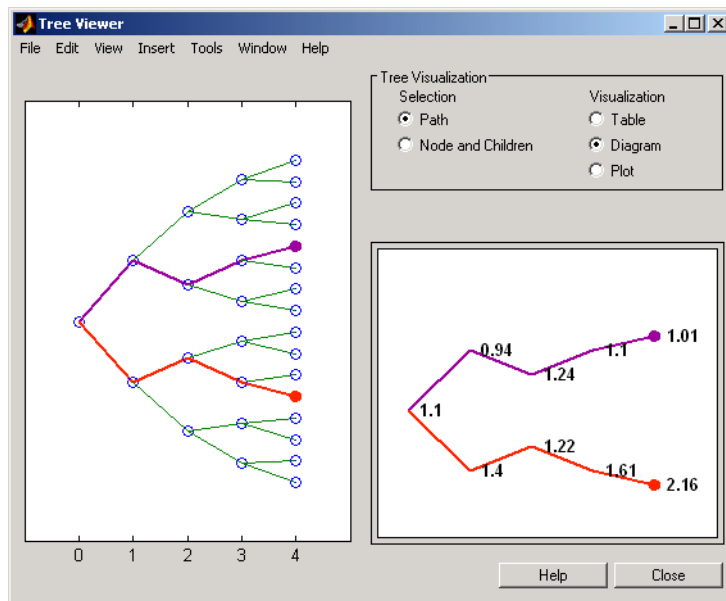 Tree Viewer
File Edit View Insert Tools Window Help
Tree Visualization
Selection Visualization
Path Table
Node and Children Diagram
Plot
1.01
0.94 1.1
1.24
1.1
1.22
1.4 1.61
2.16
0 1 2 3 4
Help Close